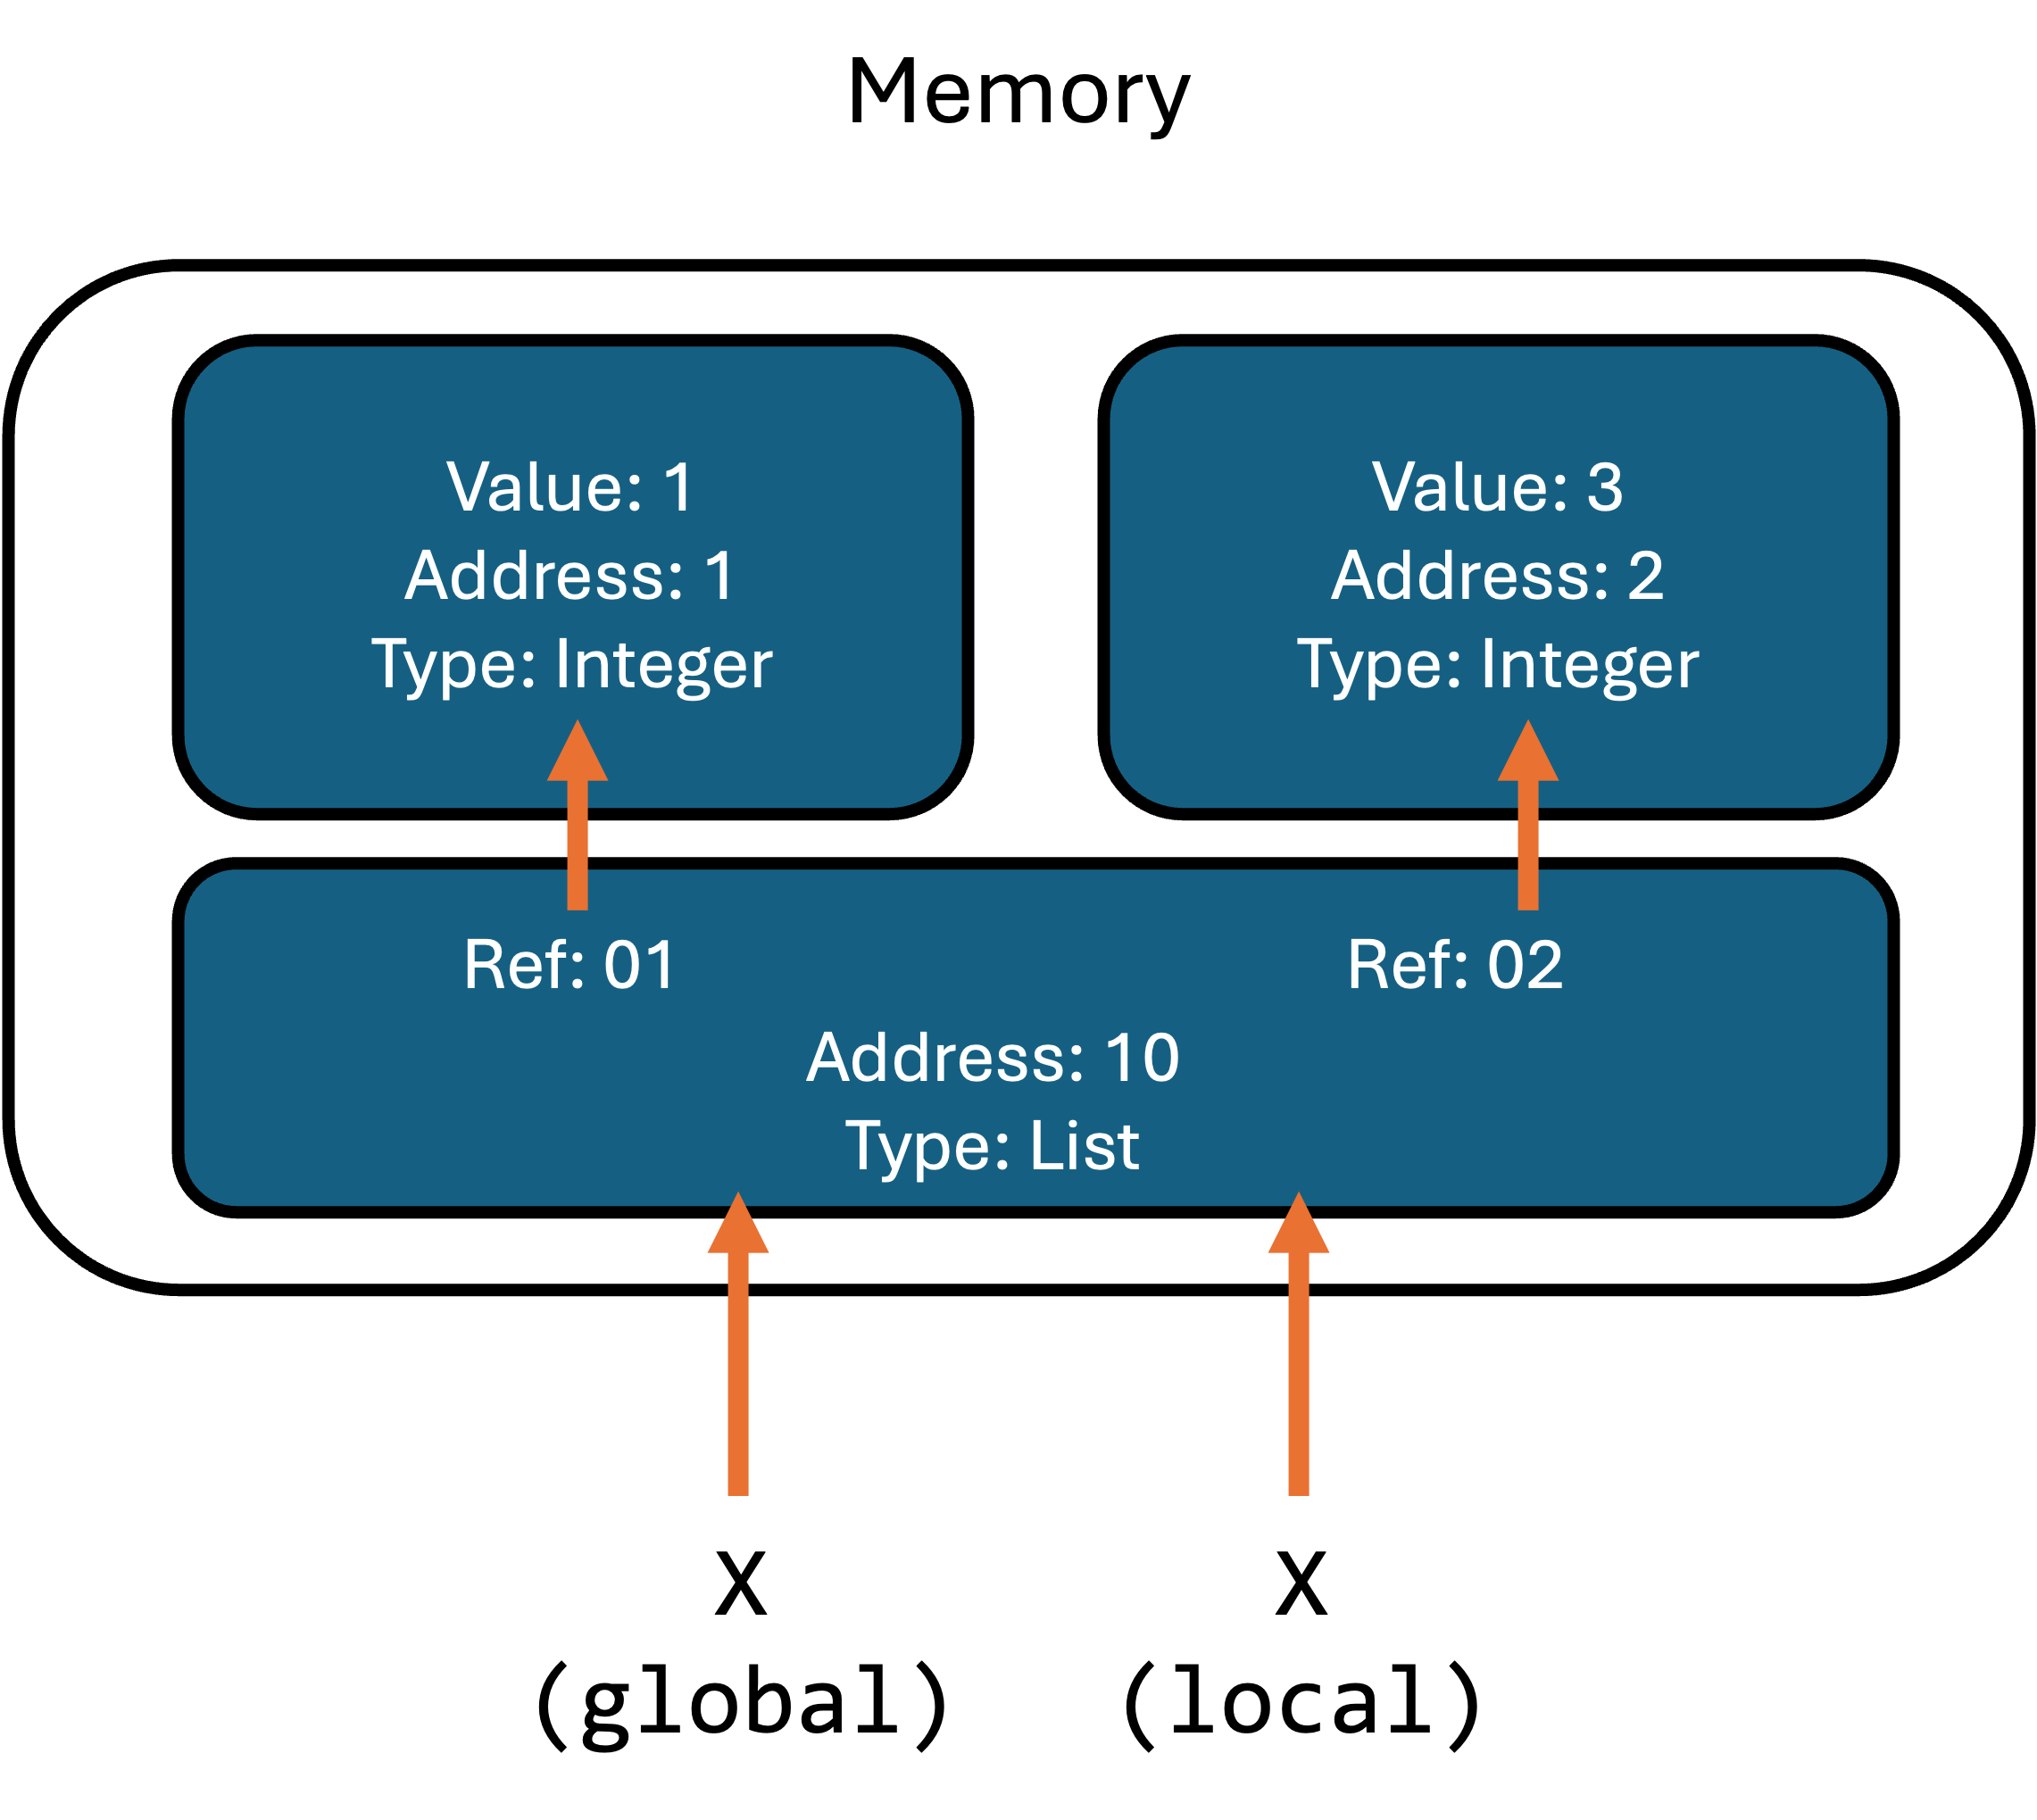 Memory
Value: 1
Address: 1
Type: Integer
Value: 3
Address: 2
Type: Integer
Ref: 01
Ref: 02
Address: 10
Type: List
x
(global)
x
(local)